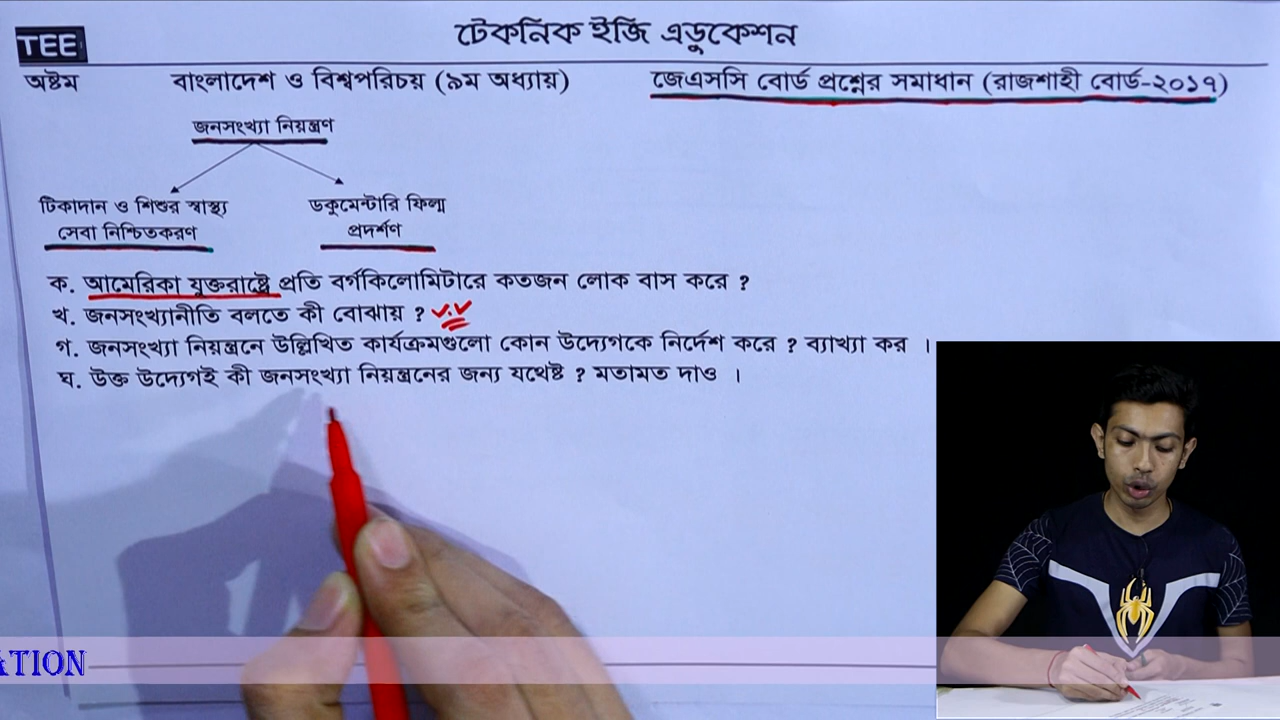 টেকনিক ইজি এডুকেশন
TEE
অষ্টম বাংলাদেশ ও বিশ্বপরিচয় (৯ম অধ্যায়) জেএসসি বোর্ড প্রশ্নের সমাধান (রাজশাহী বোর্ড-২০১৭)
জনসংখ্যা নিয়ন্ত্রণ
টিকাদান ও শিশুর স্বাস্থ্য
সেবা নিশ্চিতকরণ
ডকুমেন্টারি ফিল্ম
প্রদর্শণ
ক. আমেরিকা যুক্তরাষ্ট্রে প্রতি বর্গকিলোমিটারে কতজন লোক বাস করে ?
খ. জনসংখ্যানীতি বলতে কী বোঝায় ?
গ. জনসংখ্যা নিয়ন্ত্রনে উল্লিখিত কার্যক্রমগুলো কোন উদ্যেগকে নির্দেশ করে ? ব্যাখ্যা কর ।
ঘ. উক্ত উদ্যেগই কী জনসংখ্যা নিয়ন্ত্রনের জন্য যথেষ্ট ? মতামত দাও ।
ATION